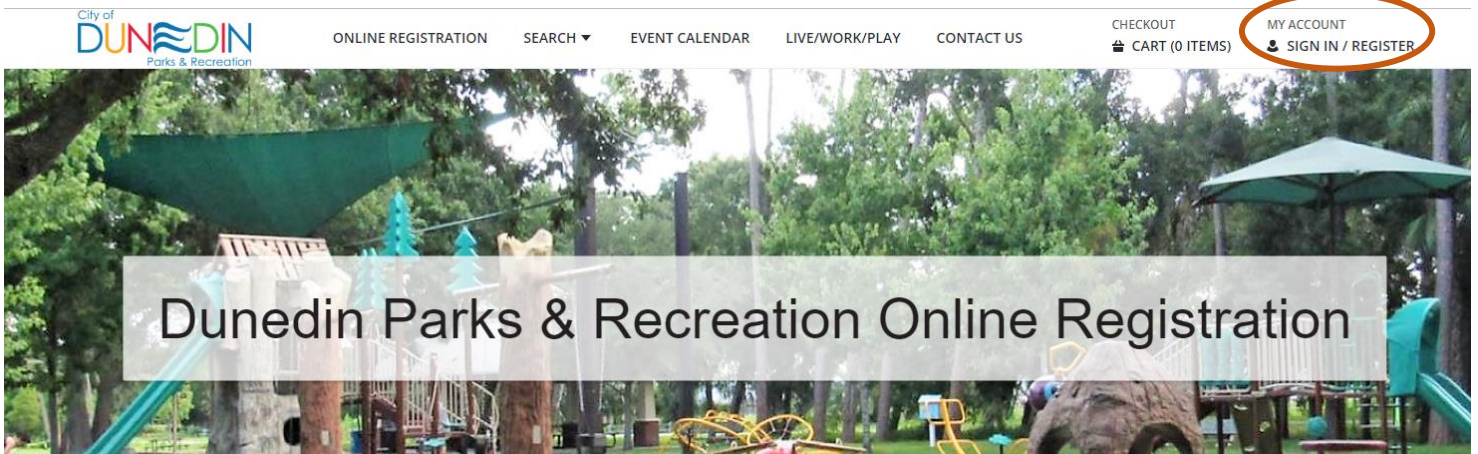 City of
DUNEDIN
Parks & Recreation
ONLINE REGISTRATION
SEARCH ▼
EVENT CALENDAR
LIVE/WORK/PLAY
CONTACT US
CHECKOUT
CART (0 ITEMS)
MY ACCOUNT
SIGN IN / REGISTER
Dunedin Parks & Recreation Online Registration